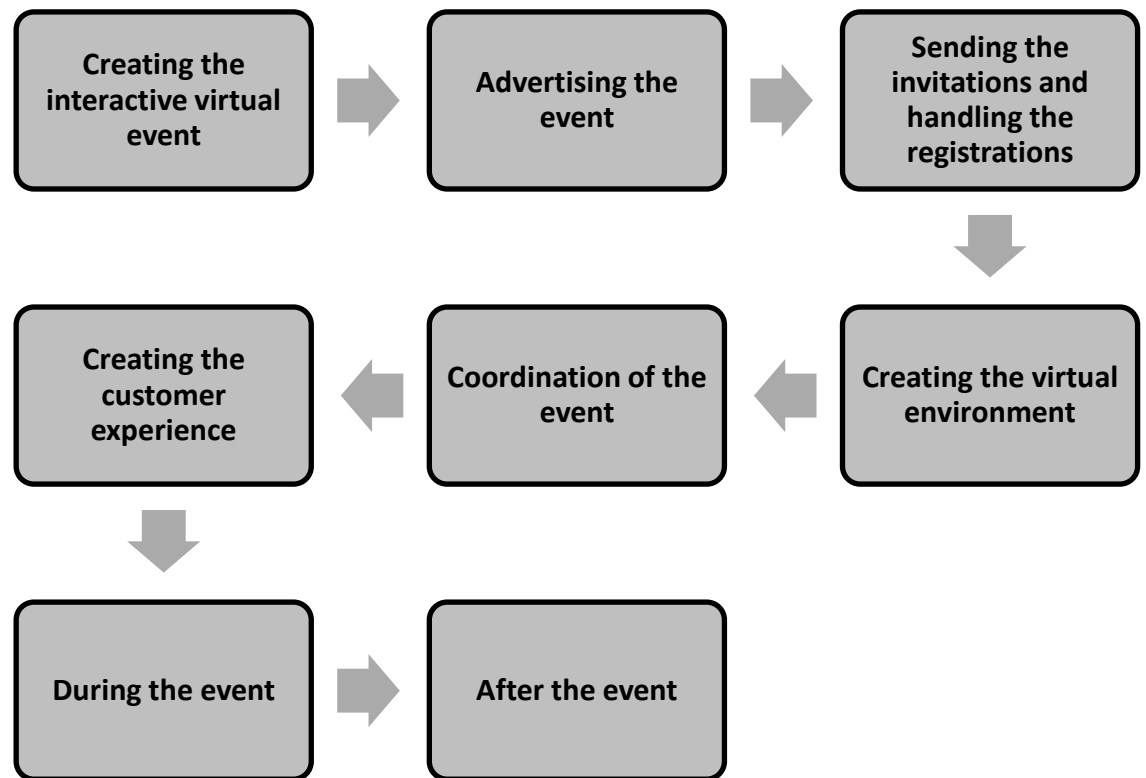 Creating the
interactive virtual
event
Advertising the
event
Sending the
invitations and
handling the
registrations
Creating the virtual
environment
Coordination of the
event
Creating the
customer
experience
During the event
After the event